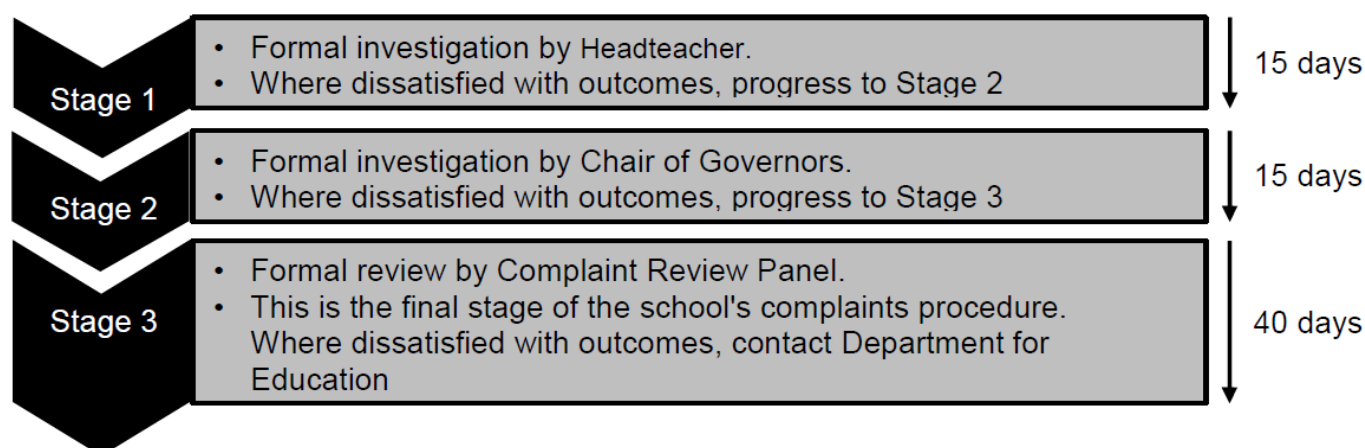 Stage 1
• Formal investigation by Headteacher.
• Where dissatisfied with outcomes, progress to Stage 2
15 days
Stage 2
• Formal investigation by Chair of Governors.
• Where dissatisfied with outcomes, progress to Stage 3
15 days
Stage 3
• Formal review by Complaint Review Panel.
• This is the final stage of the school's complaints procedure.
Where dissatisfied with outcomes, contact Department for
Education
40 days